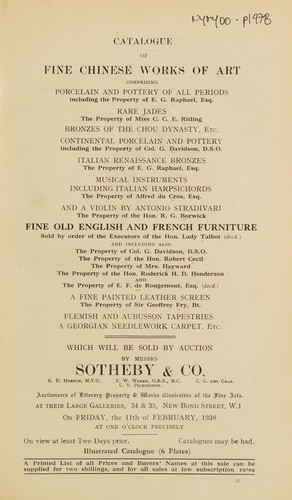 CATALOGUE
OF
FINE CHINESE WORKS OF ART
COMPRISING
PORCELAIN AND POTTERY OF ALL PERIODS
including the Property of E. G. Raphael, Esq.
RARE JADES
The Property of Miss C. C. E. Ritling
BRONZES OF THE CHOU DYNASTY, ETC.
CONTINENTAL PORCELAIN AND POTTERY
including the Property of Col. G. Davidson, D.S.O.
ITALIAN RENAISSANCE BRONZES
The Property of E. G. Raphael, Esq.
MUSICAL INSTRUMENTS
INCLUDING ITALIAN HARPSICHORDS
The Property of Alfred du Cros, Esq.
AND A VIOLIN BY ANTONIO STRADIVARI
The Property of the Hon. R. G. Borwick
FINE OLD ENGLISH AND FRENCH FURNITURE
Sold by order of the Executors of the Hon. Lady Talbot (decd.)
AND INCLUDING ALSO
The Property of Col. G. Davidson, D.S.O.
The Property of the Hon. Robert Cecil
The Property of Mrs. Hayward
The Property of the Hon. Roderick H. D. Henderson
AND
The Property of E. F. de Rougemont, Esq. (decd.)
A FINE PAINTED LEATHER SCREEN
The Property of Sir Geoffrey Fry, Bt.
FLEMISH AND AUBUSSON TAPESTRIES
A GEORGIAN NEEDLEWORK CARPET, ETC.
WHICH WILL BE SOLD BY AUCTION
BY MESSRS
SOTHEBY & CO.
G. D. HOBSON, M.V.O. F. W. WARRE, O.B.E., M.C. C. G. DES GRAZ.
C. V. PILKINGTON.
Auctioneers of Literary Property & Works illustrative of the Fine Arts,
AT THEIR LARGE GALLERIES, 34 & 35, NEW BOND STREET, W.1
ON FRIDAY, THE 11th OF FEBRUARY, 1938
AT ONE O'CLOCK PRECISELY
On view at least Two Days prior. Catalogues may be had.
Illustrated Catalogue (6 Plates)
A Printed List of all Prices and Buyers' Names at this sale can be
supplied for two shillings, and for all sales at low subscription rates